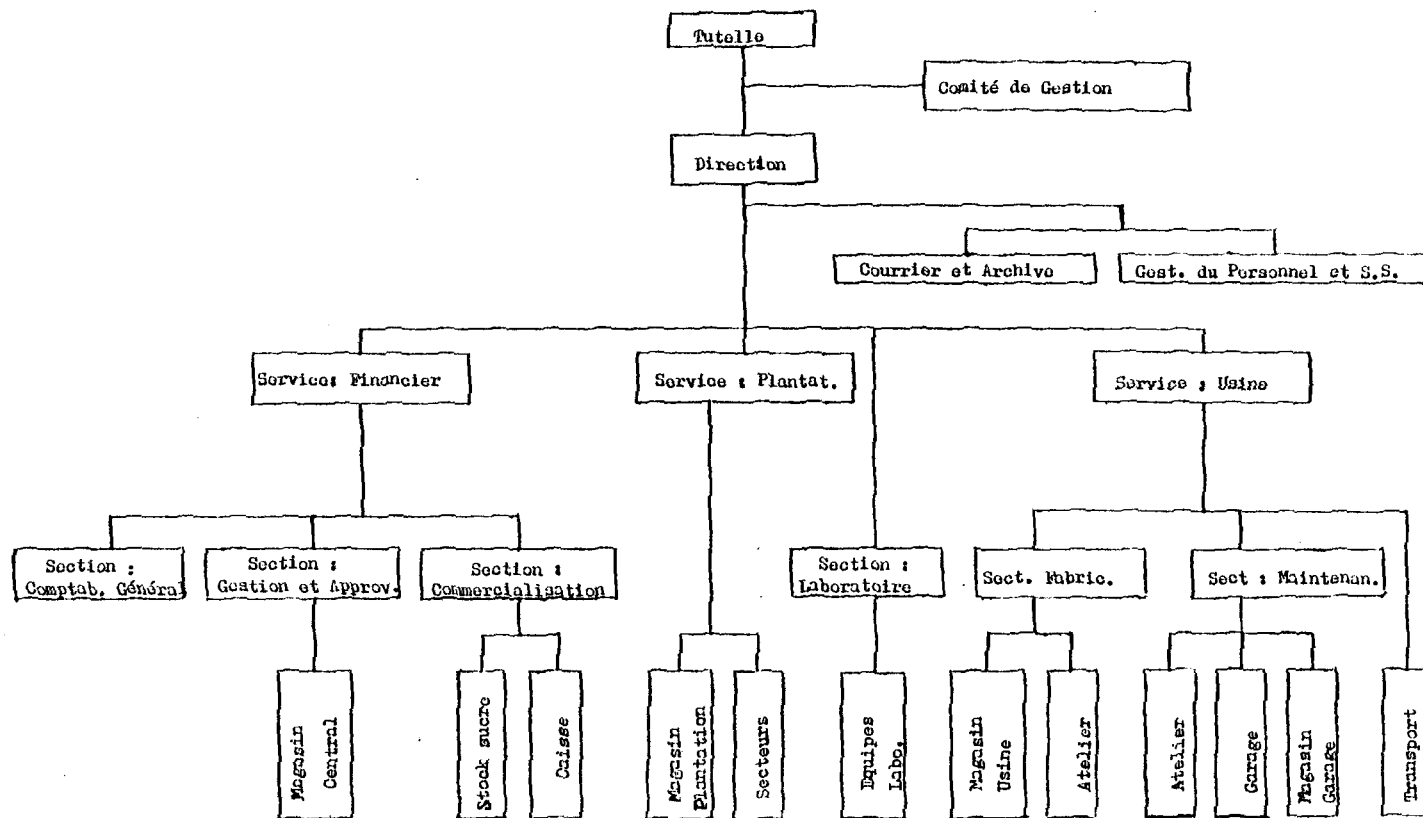 Tutelle
Comité de Gestion
Direction
Courrier et Archive
Gest. du Personnel et S.S.
Service: Financier
Service : Plantat.
Service : Usine
Section :
Comptab. Général
Section :
Gestion et Approv.
Section :
Commercialisation
Section :
Laboratoire
Sect. Fabric.
Sect : Maintenan.
Magasin
Central
Stock sucre
Caisse
Magasin
Plantation
Secteurs
Equipes
Labo.
Magasin
Usine
Atelier
Atelier
Garage
Magasin
Garage
Transport